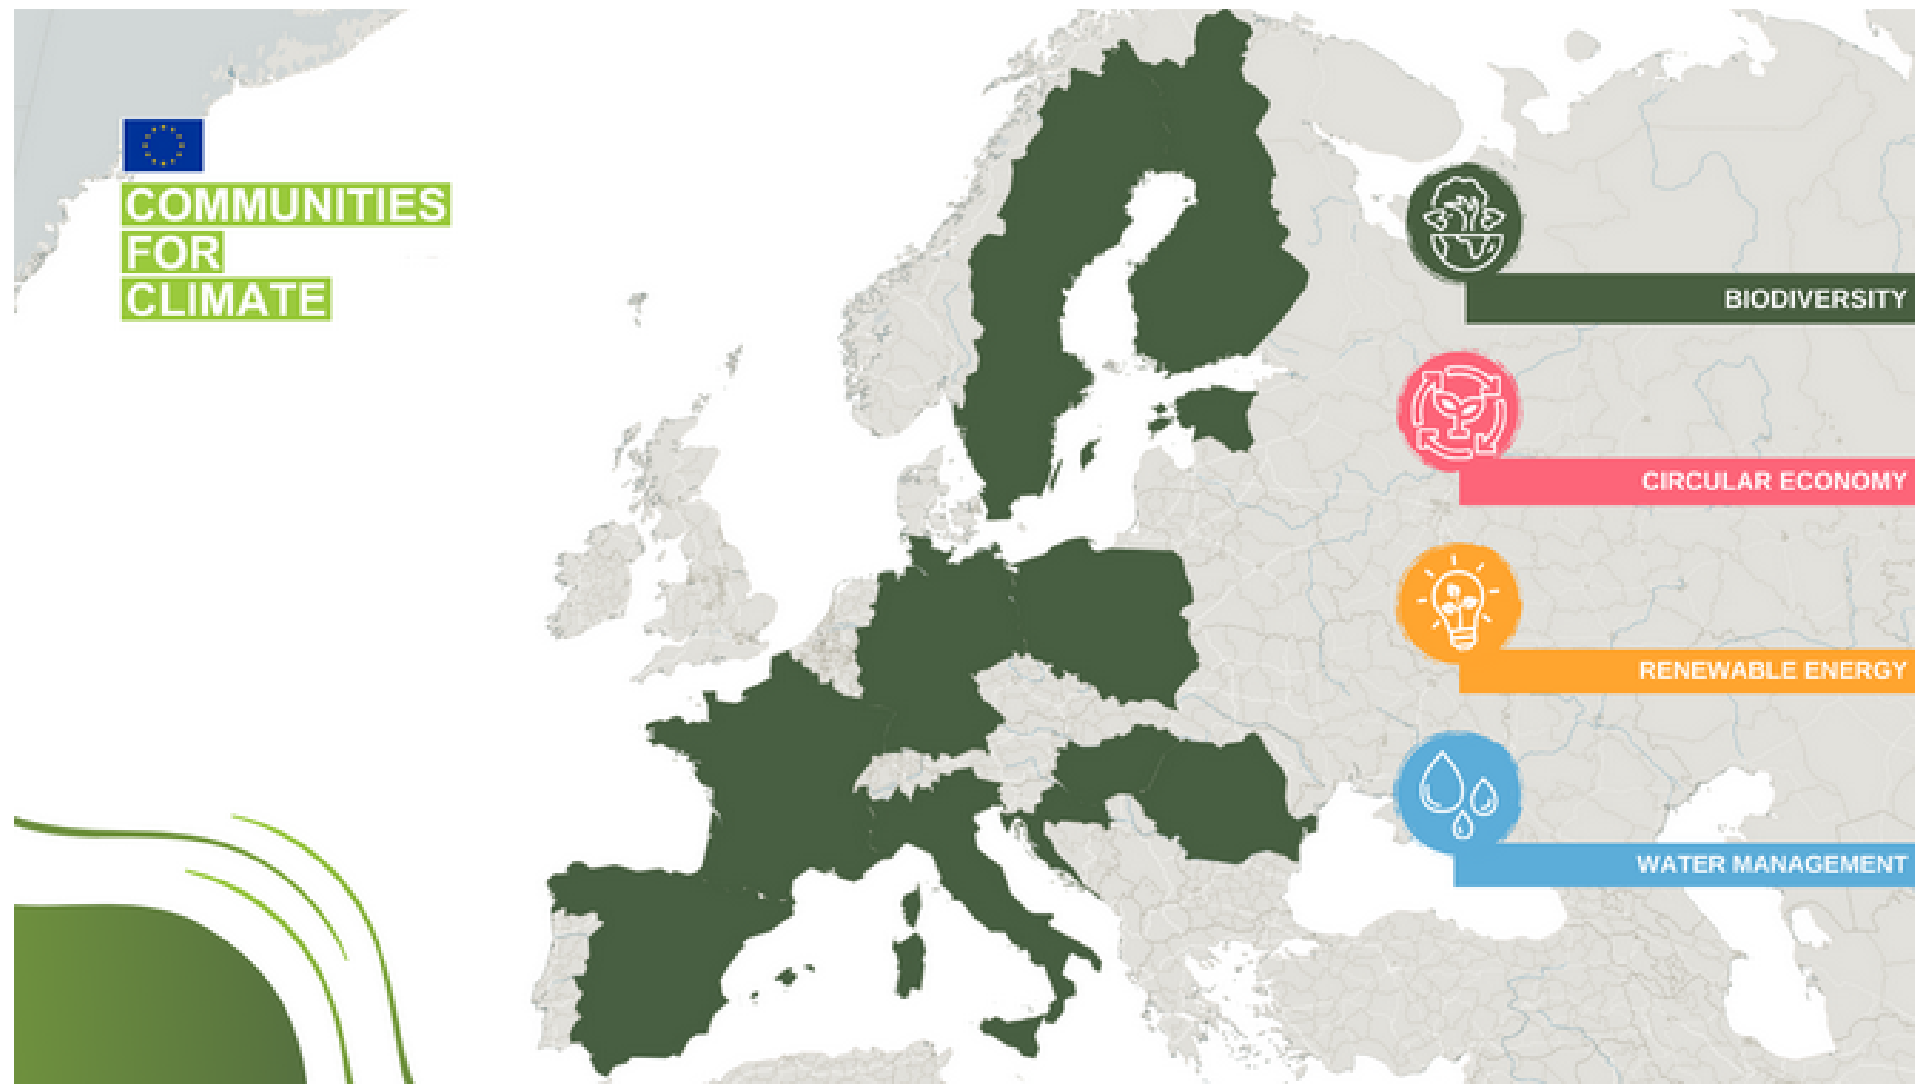 COMMUNITIES
FOR
CLIMATE
BIODIVERSITY
CIRCULAR ECONOMY
RENEWABLE ENERGY
WATER MANAGEMENT